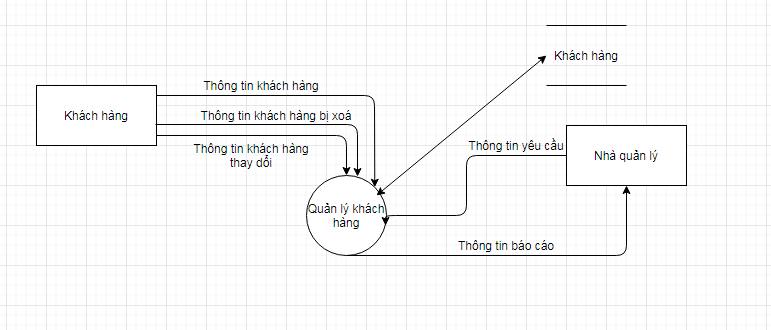 Khách hàng
Thông tin khách hàng
Khách hàng
Thông tin khách hàng bị xoá
Thông tin khách hàng
thay dổi
Thông tin yêu cầu
Nhà quản lý
Quản lý khách
hàng
Thông tin báo cáo